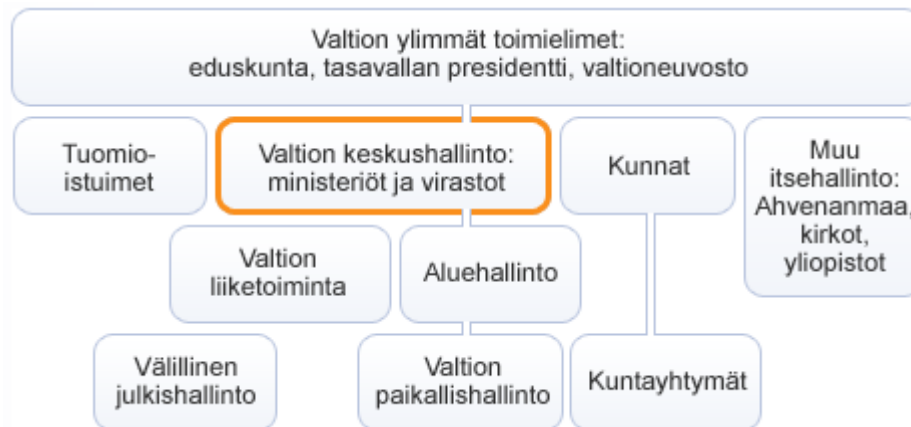 Valtion ylimmät toimielimet:
eduskunta, tasavallan presidentti, valtioneuvosto
Tuomio-
istuimet
Valtion keskushallinto:
ministeriöt ja virastot
Kunnat
Muu
itsehallinto:
Ahvenanmaa,
kirkot,
yliopistot
Valtion
liiketoiminta
Aluehallinto
Välillinen
julkishallinto
Valtion
paikallishallinto
Kuntayhtymät